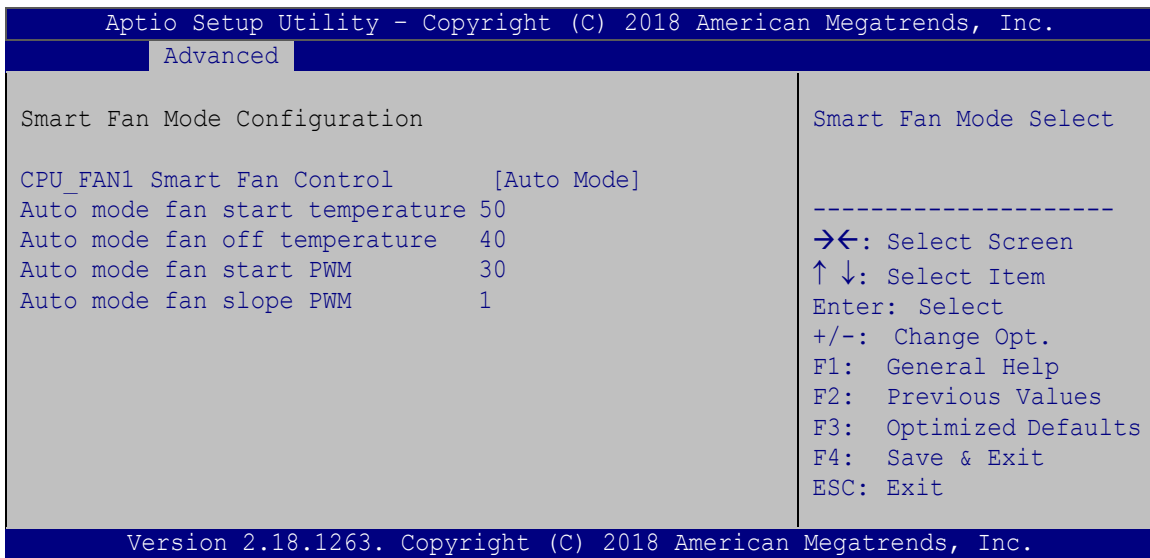 Aptio Setup Utility – Copyright (C) 2018 American Megatrends, Inc.
Advanced
Smart Fan Mode Configuration
CPU_FAN1 Smart Fan Control [Auto Mode]
Auto mode fan start temperature 50
Auto mode fan off temperature 40
Auto mode fan start PWM 30
Auto mode fan slope PWM 1
Smart Fan Mode Select
---------------------
→←: Select Screen
↑ ↓: Select Item
Enter: Select
+/-: Change Opt.
F1: General Help
F2: Previous Values
F3: Optimized Defaults
F4: Save & Exit
ESC: Exit
Version 2.18.1263. Copyright (C) 2018 American Megatrends, Inc.